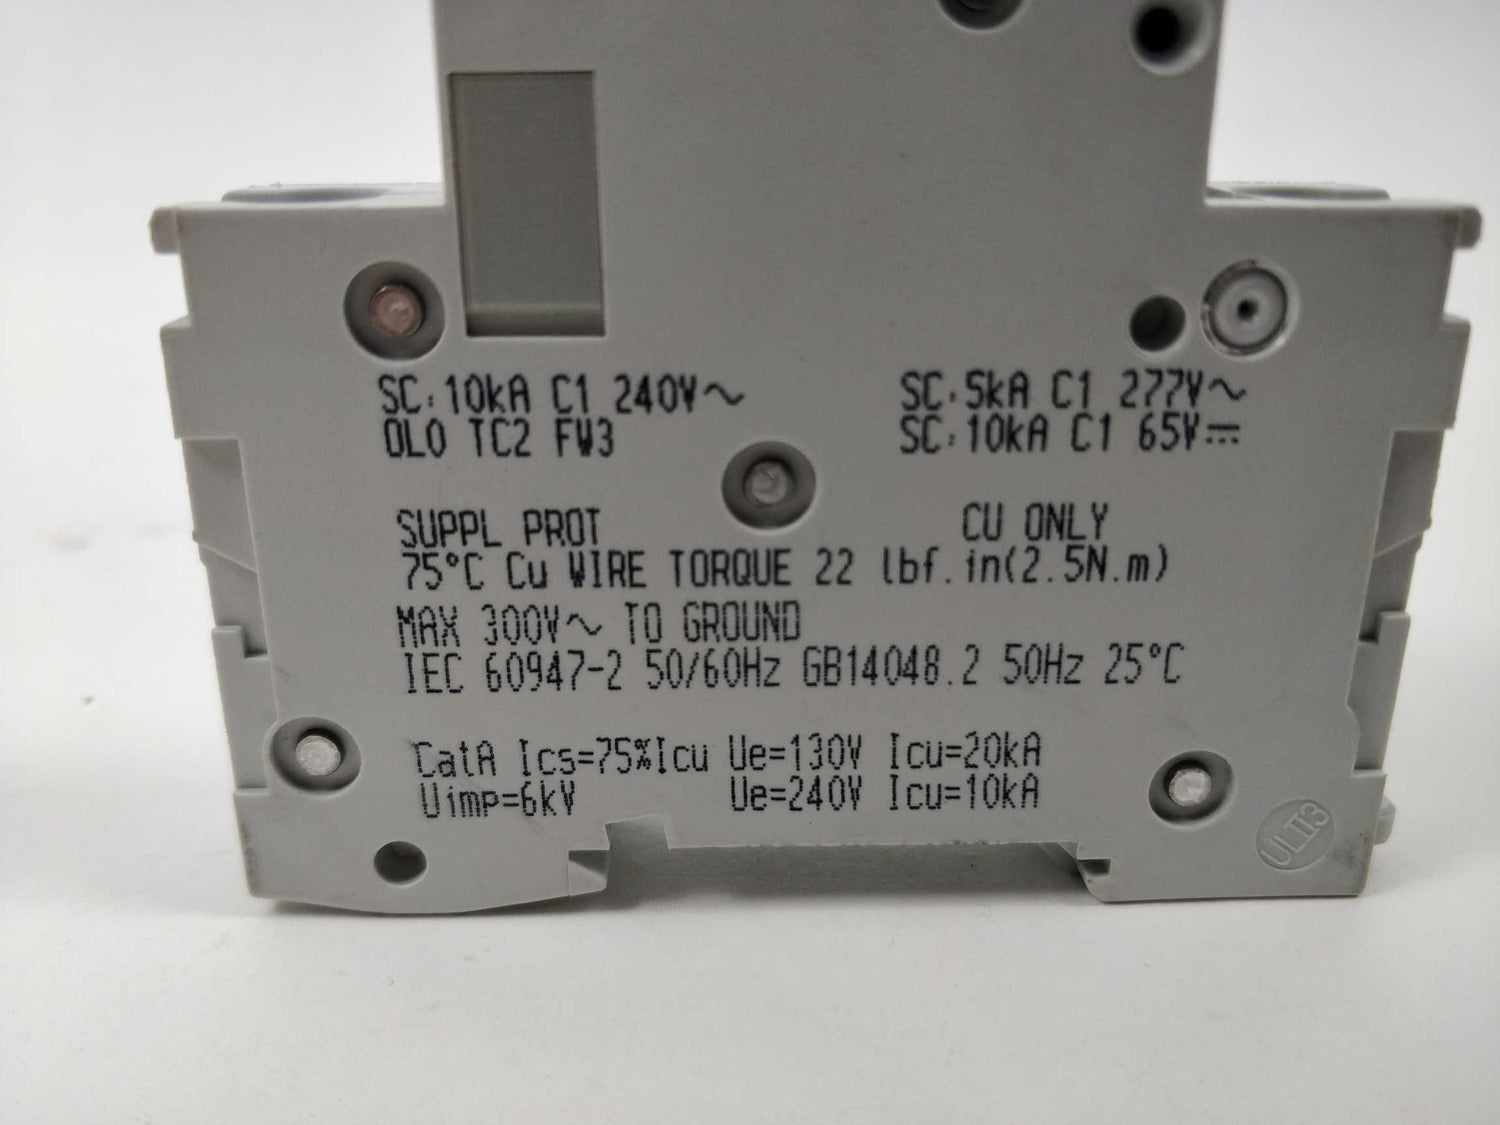 SC:10kA C1 240V~
OL0 TC2 FW3
SC:5kA C1 277V~
SC:10kA C1 65V⎓
SUPPL PROT CU ONLY
75°C Cu WIRE TORQUE 22 lbf.in(2.5N.m)
MAX 300V~ TO GROUND
IEC 60947-2 50/60Hz GB14048.2 50Hz 25°C
CatA Ics=75%Icu Ue=130V Icu=20kA
Uimp=6kV Ue=240V Icu=10kA